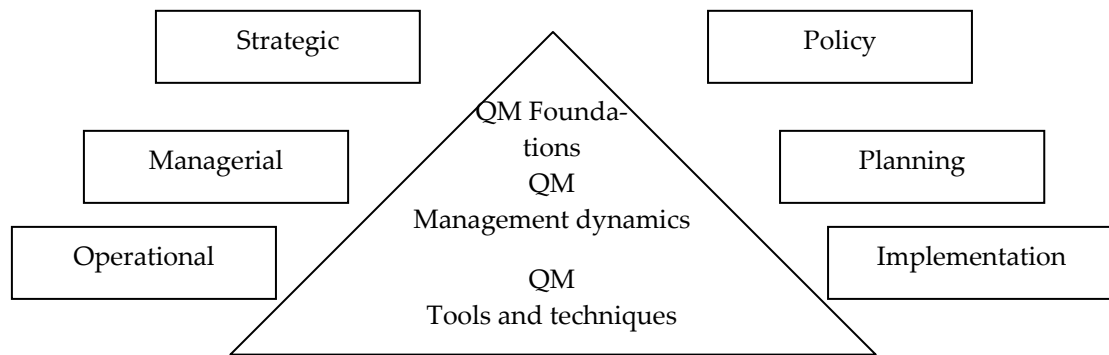 Strategic
Policy
QM Founda-
tions
Managerial
Planning
QM
Management dynamics
Operational
Implementation
QM
Tools and techniques